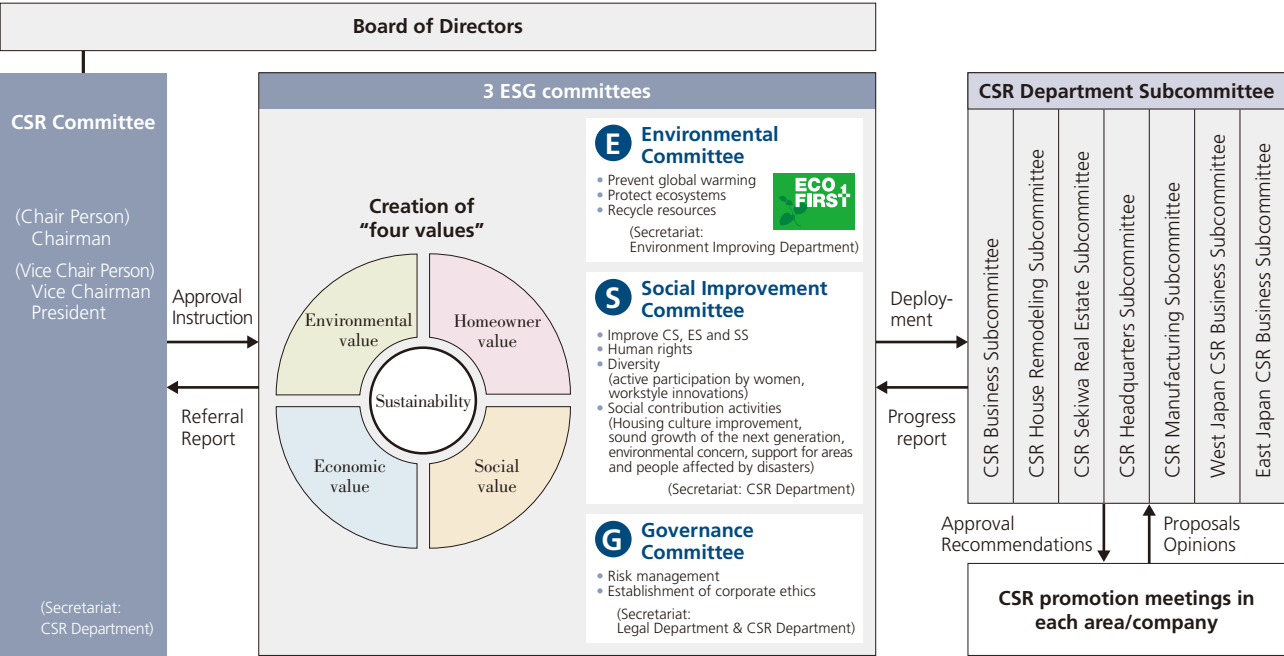 Board of Directors
CSR Committee
(Chair Person)
Chairman
(Vice Chair Person)
Vice Chairman
President
(Secretariat:
CSR Department)
Approval
Instruction
Referral
Report
3 ESG committees
Creation of
“four values”
Environmental
value
Homeowner
value
Sustainability
Economic
value
Social
value
E
Environmental
Committee
• Prevent global warming
• Protect ecosystems
• Recycle resources
ECO
FIRST
(Secretariat:
Environment Improving Department)
S
Social Improvement
Committee
• Improve CS, ES and SS
• Human rights
• Diversity
(active participation by women,
workstyle innovations)
• Social contribution activities
(Housing culture improvement,
sound growth of the next generation,
environmental concern, support for areas
and people affected by disasters)
(Secretariat: CSR Department)
G
Governance
Committee
• Risk management
• Establishment of corporate ethics
(Secretariat:
Legal Department & CSR Department)
Deploy-
ment
Progress
report
CSR Department Subcommittee
CSR Business Subcommittee
CSR House Remodeling Subcommittee
CSR Sekiwa Real Estate Subcommittee
CSR Headquarters Subcommittee
CSR Manufacturing Subcommittee
West Japan CSR Business Subcommittee
East Japan CSR Business Subcommittee
Approval
Recommendations
Proposals
Opinions
CSR promotion meetings in
each area/company